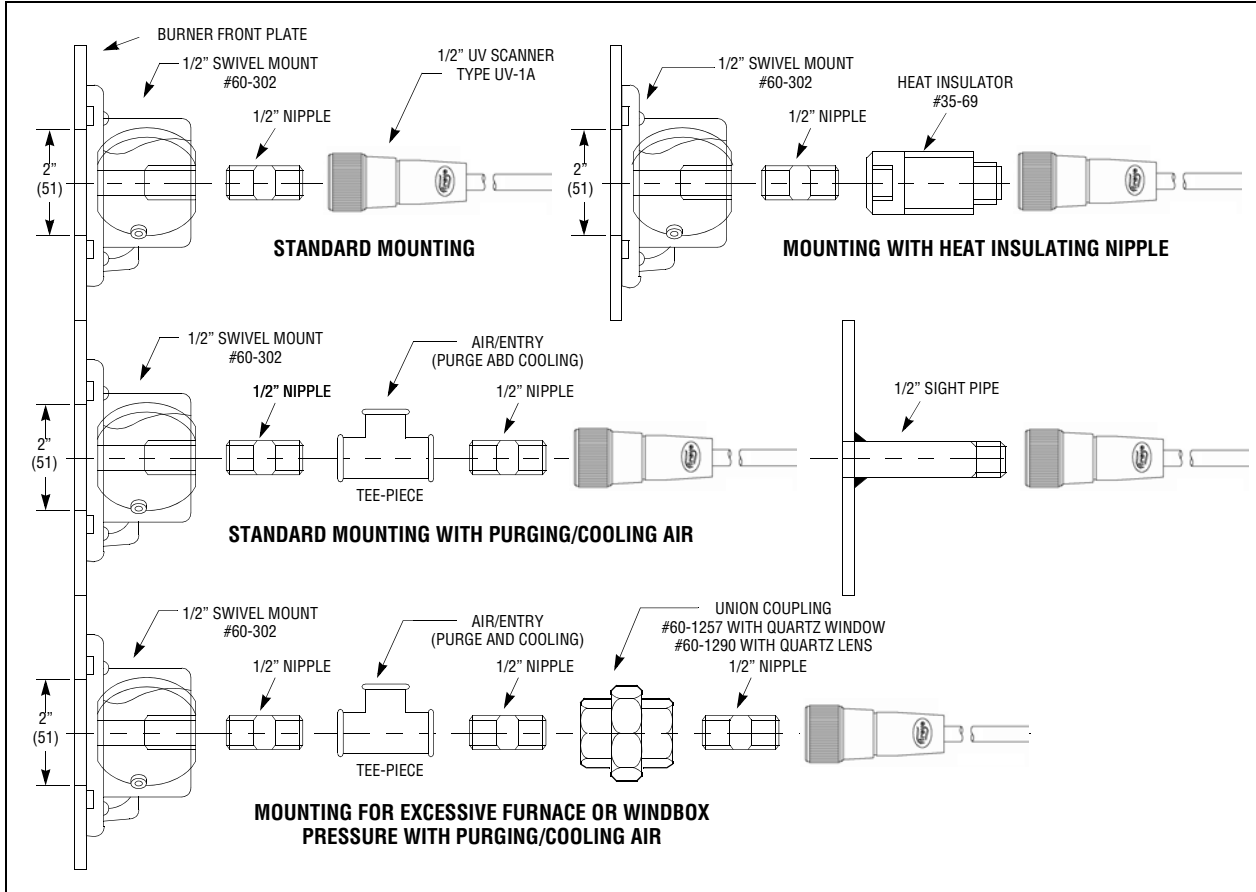 BURNER FRONT PLATE
1/2” SWIVEL MOUNT
#60-302
1/2” UV SCANNER
TYPE UV-1A
1/2” NIPPLE
2”
(51)
STANDARD MOUNTING
1/2” SWIVEL MOUNT
#60-302
HEAT INSULATOR
#35-69
1/2” NIPPLE
2”
(51)
MOUNTING WITH HEAT INSULATING NIPPLE
1/2” SWIVEL MOUNT
#60-302
AIR/ENTRY
(PURGE ABD COOLING)
1/2” NIPPLE
1/2” NIPPLE
2”
(51)
TEE-PIECE
STANDARD MOUNTING WITH PURGING/COOLING AIR
1/2” SIGHT PIPE
1/2” SWIVEL MOUNT
#60-302
AIR/ENTRY
(PURGE AND COOLING)
UNION COUPLING
#60-1257 WITH QUARTZ WINDOW
#60-1290 WITH QUARTZ LENS
1/2” NIPPLE
1/2” NIPPLE
1/2” NIPPLE
2”
(51)
TEE-PIECE
MOUNTING FOR EXCESSIVE FURNACE OR WINDBOX
PRESSURE WITH PURGING/COOLING AIR